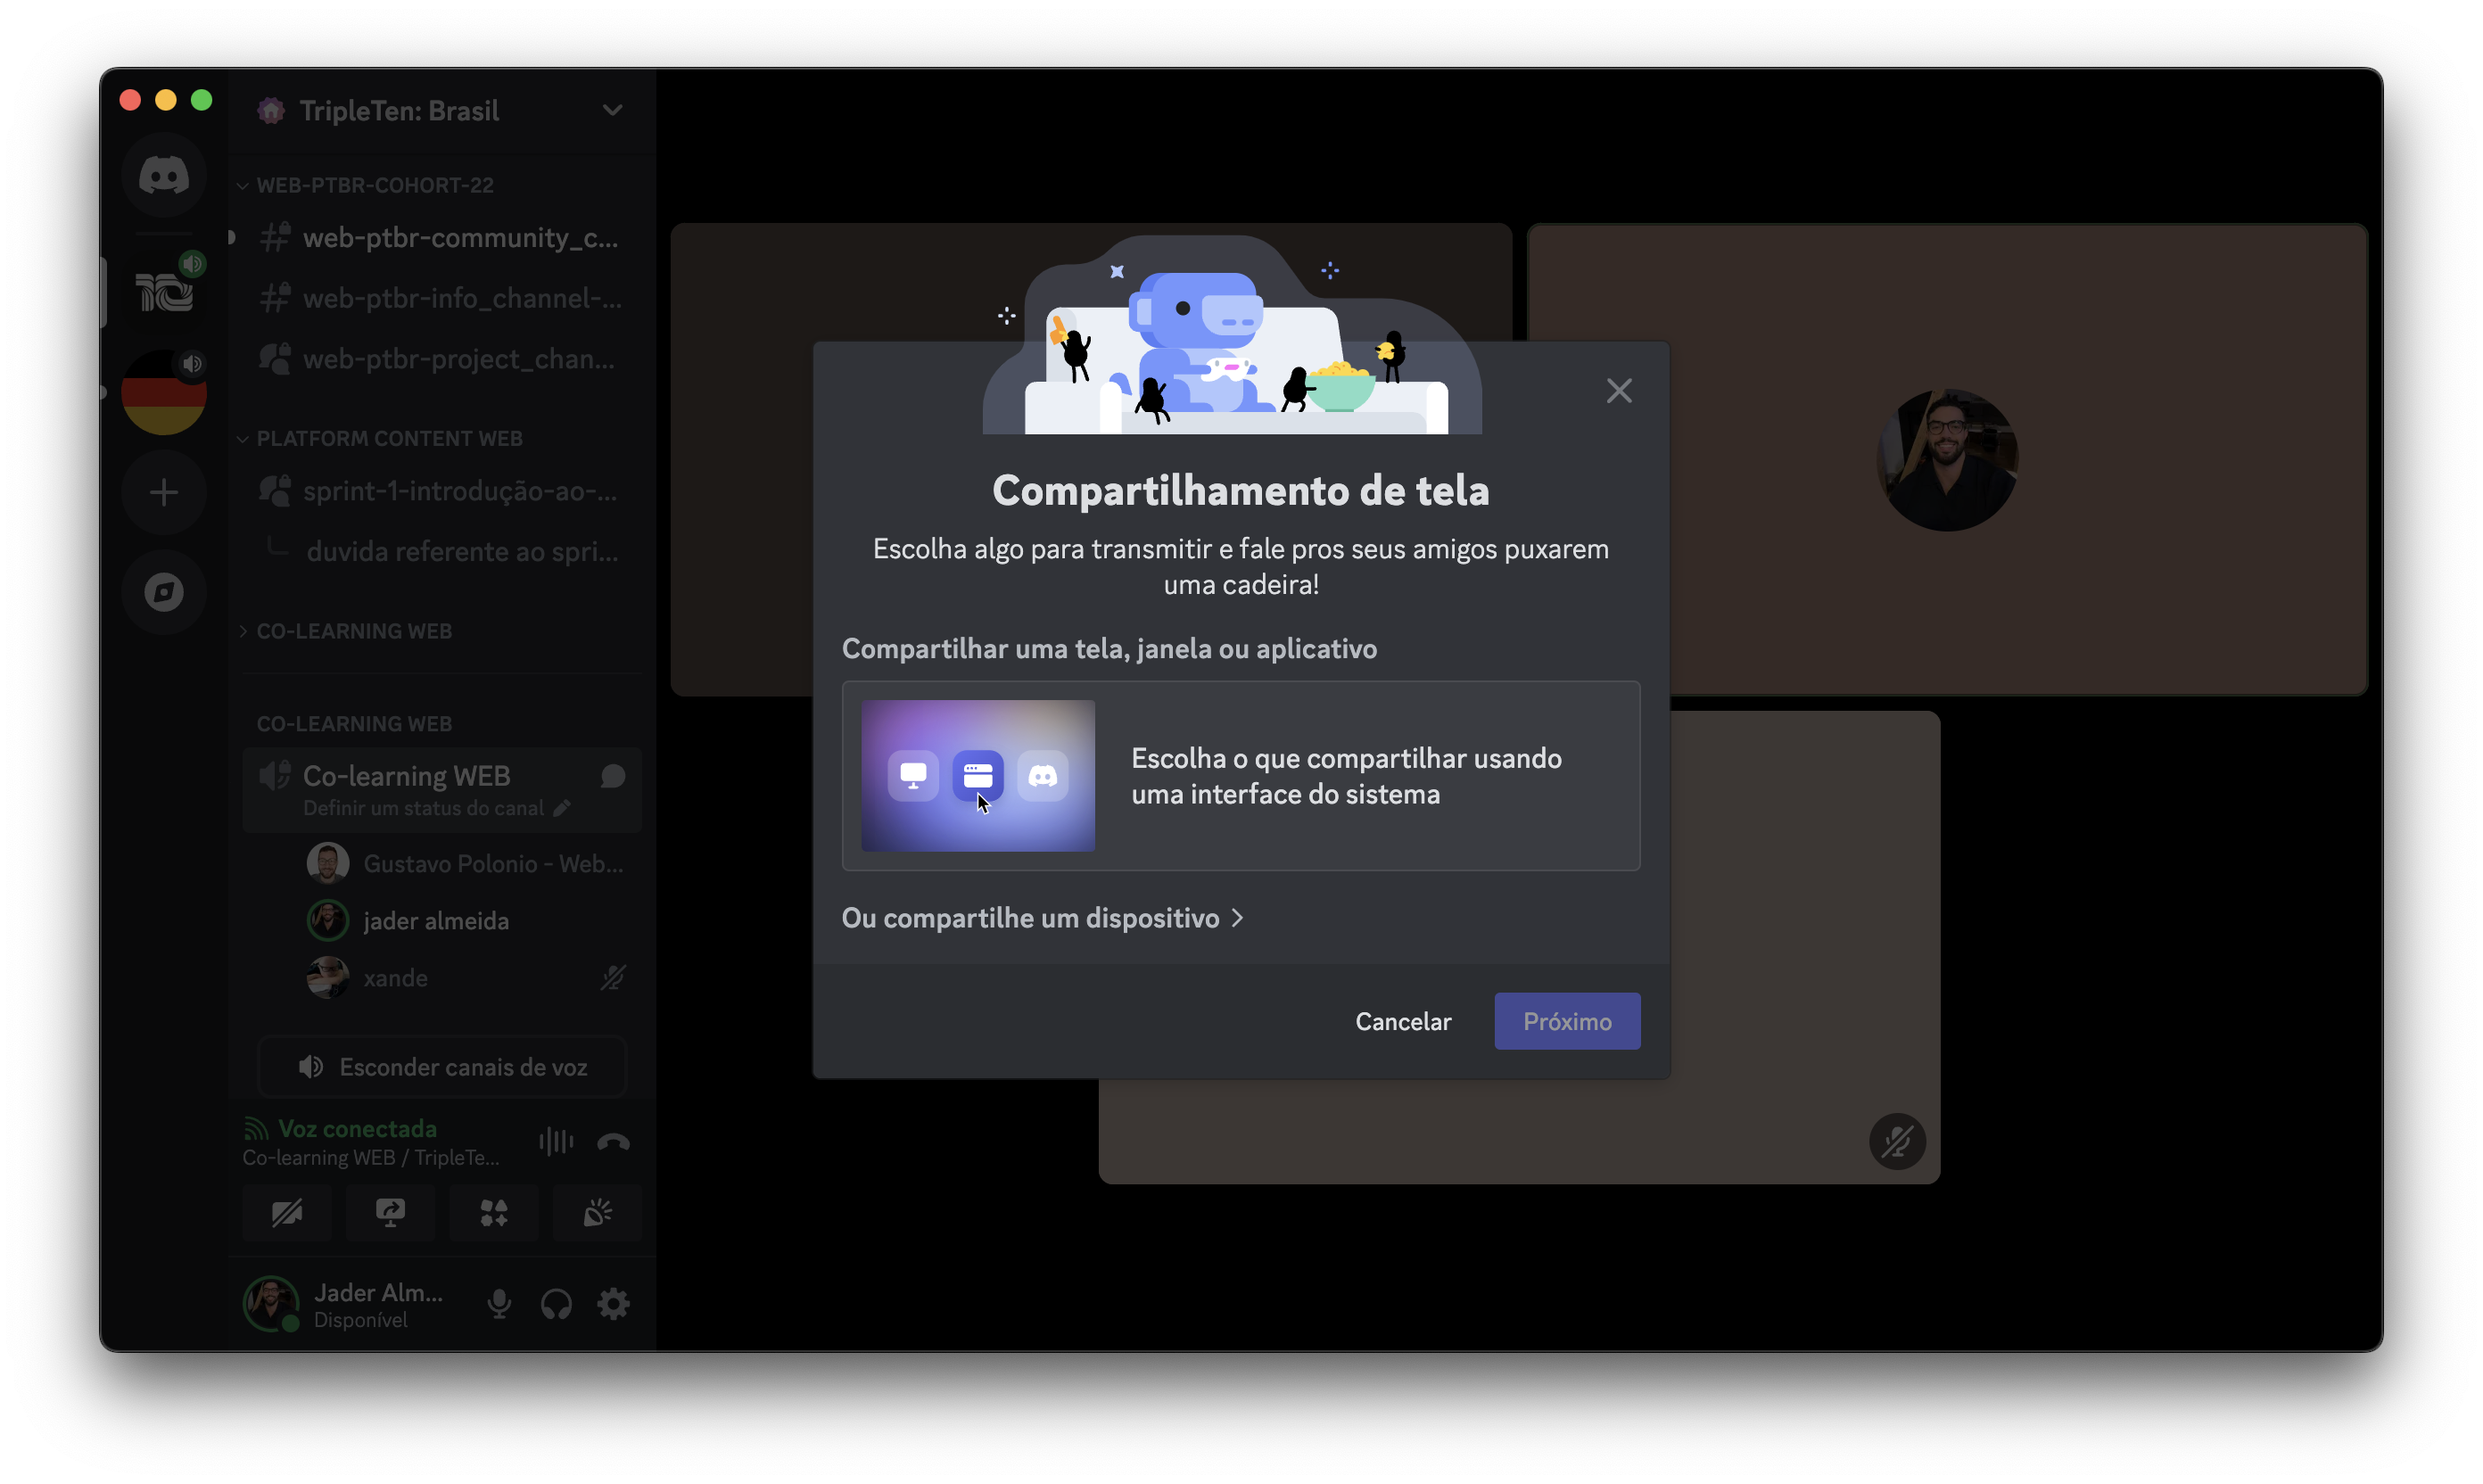 TripleTen: Brasil
WEB-PTBR-COHORT-22
web-ptbr-community_c...
web-ptbr-info_channel-...
web-ptbr-project_chan...
PLATFORM CONTENT WEB
sprint-1-introdução-ao-...
duvida referente ao spri...
CO-LEARNING WEB
CO-LEARNING WEB
Co-learning WEB
Definir um status do canal
Gustavo Polonio - Web...
jader almeida
xande
Esconder canais de voz
Voz conectada
Co-learning WEB / TripleTe...
Jader Alm...
Disponível
Compartilhamento de tela
Escolha algo para transmitir e fale pros seus amigos puxarem
uma cadeira!
Compartilhar uma tela, janela ou aplicativo
Escolha o que compartilhar usando
uma interface do sistema
Ou compartilhe um dispositivo
Cancelar
Próximo